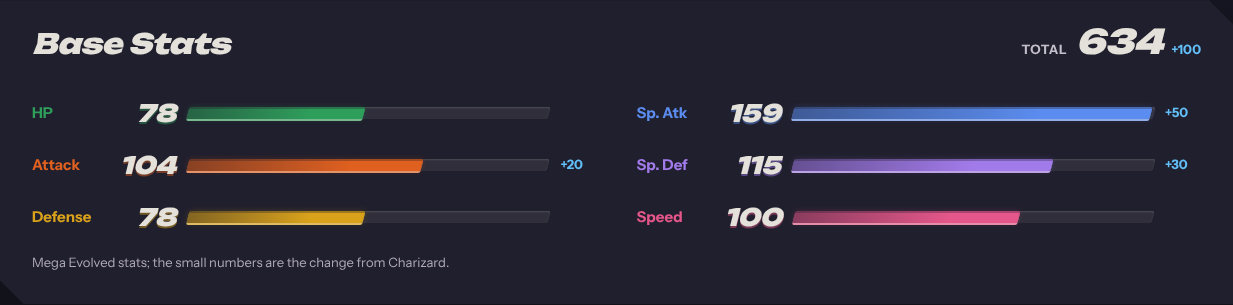 Base Stats
TOTAL 634 +100
HP 78
Attack 104 +20
Defense 78
Sp. Atk 159 +50
Sp. Def 115 +30
Speed 100
Mega Evolved stats; the small numbers are the change from Charizard.